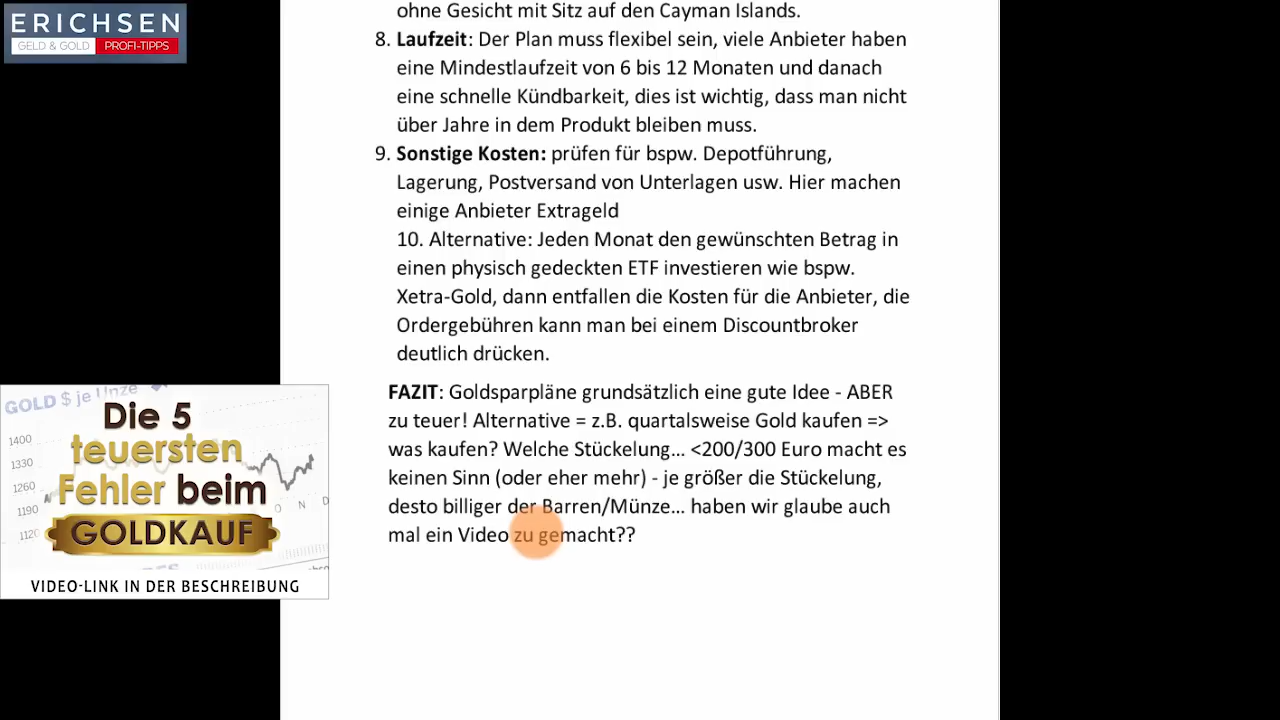 ERICHSEN
GELD & GOLD PROFI-TIPPS
ohne Gesicht mit Sitz auf den Cayman Islands.
8. Laufzeit: Der Plan muss flexibel sein, viele Anbieter haben
eine Mindestlaufzeit von 6 bis 12 Monaten und danach
eine schnelle Kündbarkeit, dies ist wichtig, dass man nicht
über Jahre in dem Produkt bleiben muss.
9. Sonstige Kosten: prüfen für bspw. Depotführung,
Lagerung, Postversand von Unterlagen usw. Hier machen
einige Anbieter Extrageld
10. Alternative: Jeden Monat den gewünschten Betrag in
einen physisch gedeckten ETF investieren wie bspw.
Xetra-Gold, dann entfallen die Kosten für die Anbieter, die
Ordergebühren kann man bei einem Discountbroker
deutlich drücken.
FAZIT: Goldsparpläne grundsätzlich eine gute Idee - ABER
zu teuer! Alternative = z.B. quartalsweise Gold kaufen =>
was kaufen? Welche Stückelung... <200/300 Euro macht es
keinen Sinn (oder eher mehr) - je größer die Stückelung,
desto billiger der Barren/Münze... haben wir glaube auch
mal ein Video zu gemacht??
GOLD $ je Unze
1400
1330
1260
1190
1120
N D
Die 5
teuersten
Fehler beim
GOLDKAUF
VIDEO-LINK IN DER BESCHREIBUNG